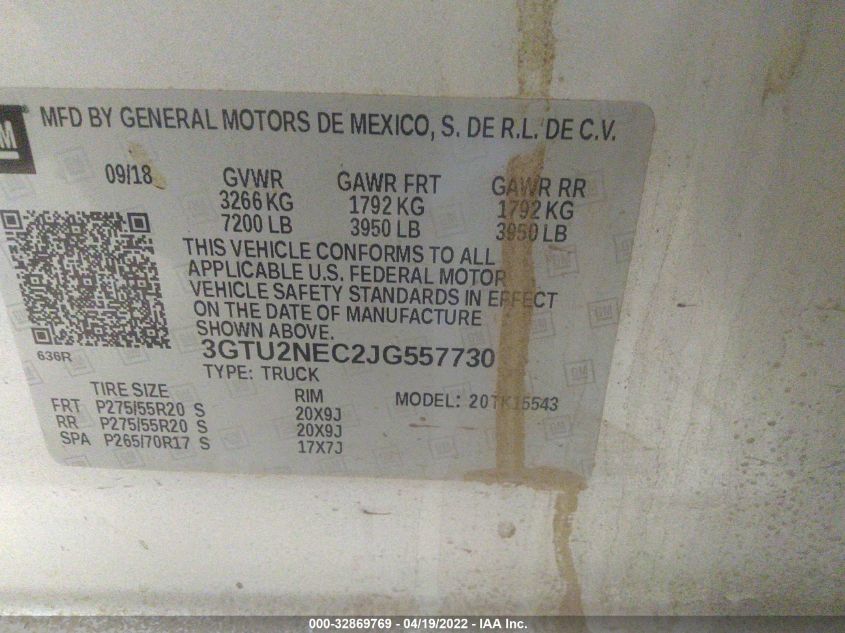 GM
MFD BY GENERAL MOTORS DE MEXICO, S. DE R.L. DE C.V.
09/18 GVWR GAWR FRT GAWR RR
3266 KG 1792 KG 1792 KG
7200 LB 3950 LB 3950 LB
THIS VEHICLE CONFORMS TO ALL
APPLICABLE U.S. FEDERAL MOTOR
VEHICLE SAFETY STANDARDS IN EFFECT
ON THE DATE OF MANUFACTURE
SHOWN ABOVE.
636R
3GTU2NEC2JG557730
TYPE: TRUCK
TIRE SIZE RIM MODEL: 20TK15543
FRT P275/55R20 S 20X9J
RR P275/55R20 S 20X9J
SPA P265/70R17 S 17X7J
000-32869769 - 04/19/2022 - IAA Inc.